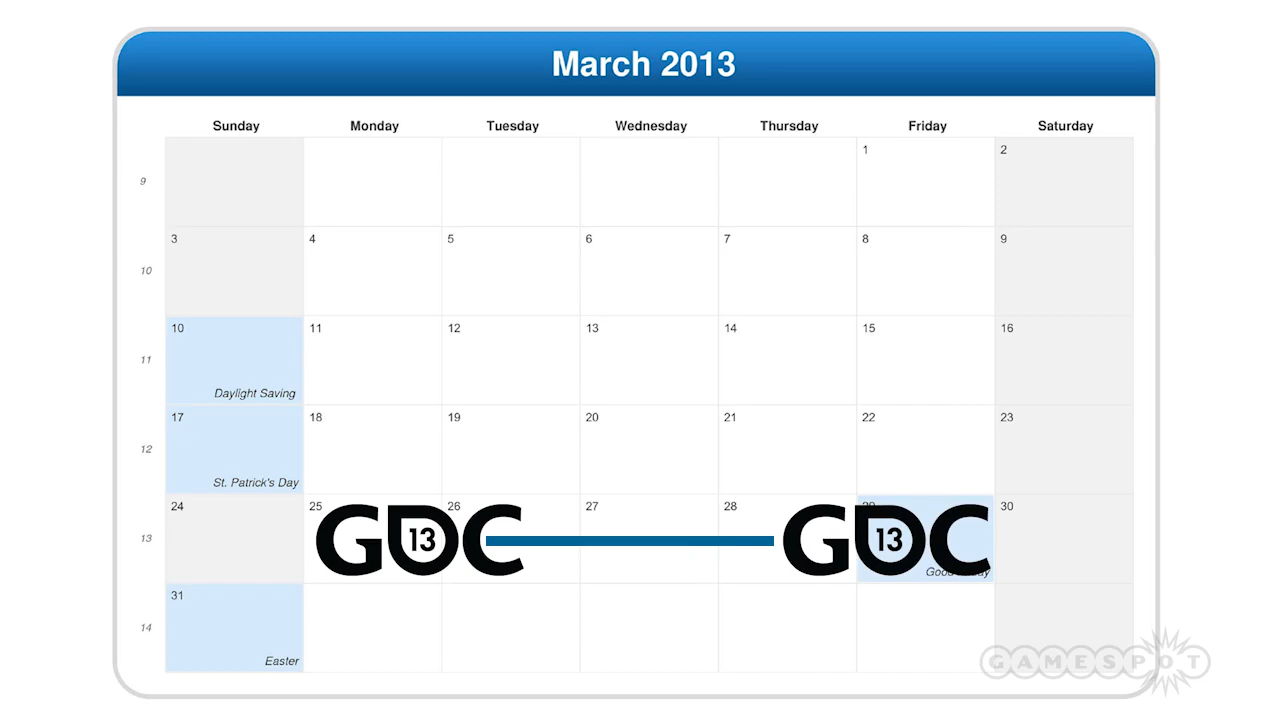 March 2013
Sunday Monday Tuesday Wednesday Thursday Friday Saturday
9 1 2
10 3 4 5 6 7 8 9
11 10 11 12 13 14 15 16
Daylight Saving
12 17 18 19 20 21 22 23
St. Patrick's Day
13 24 25 26 27 28 29 30
GDC 13 GDC 13
14 31
Easter
GAMESPOT